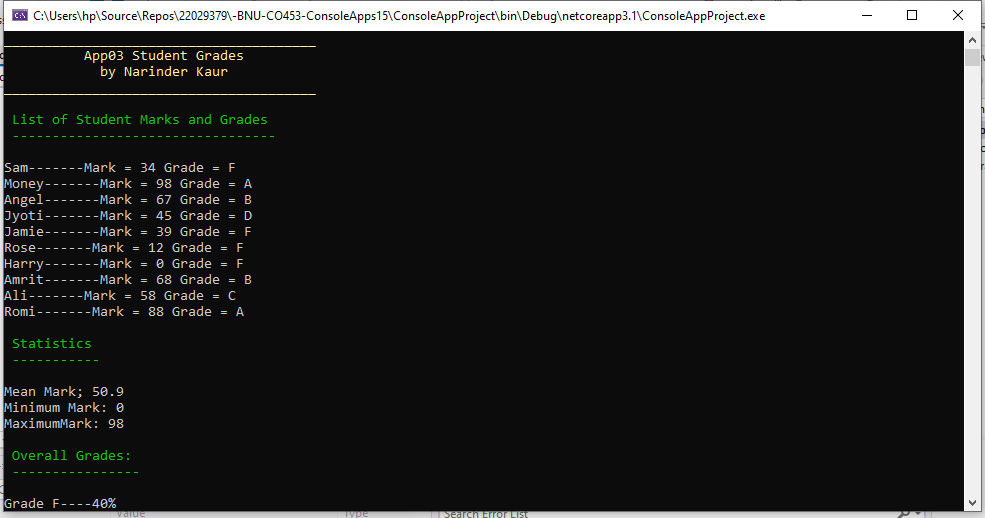 C:\Users\hp\Source\Repos\22029379\-BNU-CO453-ConsoleApps15\ConsoleAppProject\bin\Debug\netcoreapp3.1\ConsoleAppProject.exe
App03 Student Grades
by Narinder Kaur
List of Student Marks and Grades
---------------------------------
Sam-------Mark = 34 Grade = F
Money-------Mark = 98 Grade = A
Angel-------Mark = 67 Grade = B
Jyoti-------Mark = 45 Grade = D
Jamie-------Mark = 39 Grade = F
Rose-------Mark = 12 Grade = F
Harry-------Mark = 0 Grade = F
Amrit-------Mark = 68 Grade = B
Ali-------Mark = 58 Grade = C
Romi-------Mark = 88 Grade = A
Statistics
-----------
Mean Mark; 50.9
Minimum Mark: 0
MaximumMark: 98
Overall Grades:
----------------
Grade F----40%
Value Type Search Error List